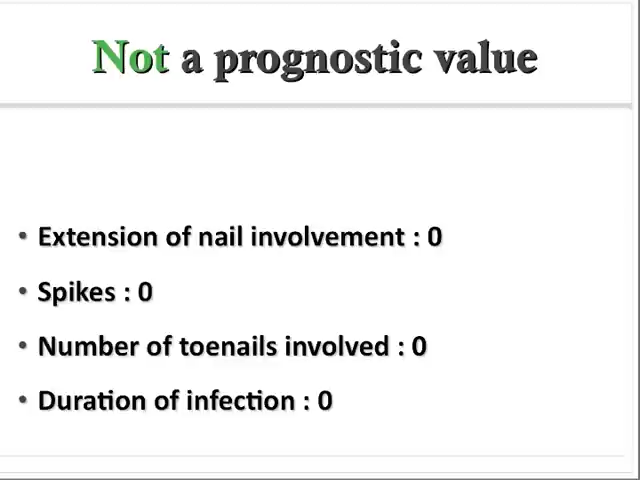 Not a prognostic value
• Extension of nail involvement : 0
• Spikes : 0
• Number of toenails involved : 0
• Duration of infection : 0